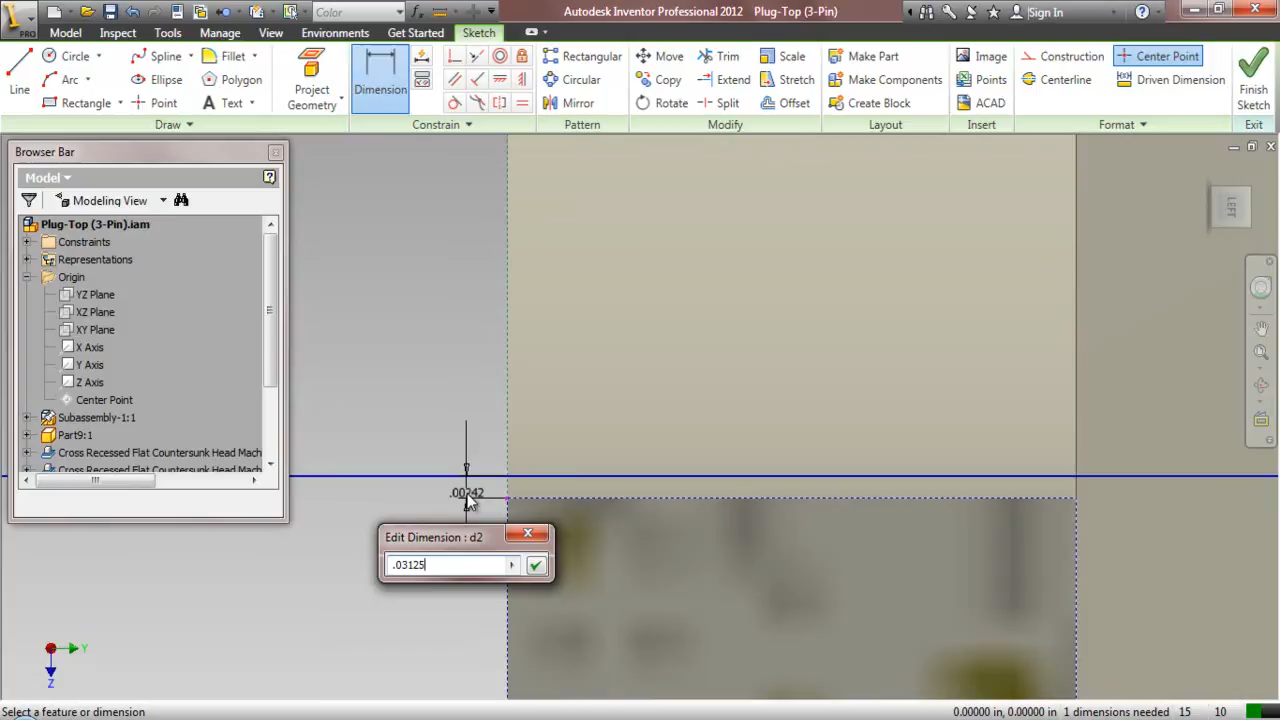 PRO
Color
Autodesk Inventor Professional 2012 Plug-Top (3-Pin)
Sign In
Model Inspect Tools Manage View Environments Get Started Sketch
Line
Circle
Arc
Rectangle
Spline
Ellipse
Point
Fillet
Polygon
Text
Project Geometry
Dimension
Rectangular
Circular
Mirror
Move
Copy
Rotate
Trim
Extend
Split
Scale
Stretch
Offset
Make Part
Make Components
Create Block
Image
Points
ACAD
Construction
Centerline
Center Point
Driven Dimension
Finish Sketch
Draw
Constrain
Pattern
Modify
Layout
Insert
Format
Exit
Browser Bar
Model
Modeling View
Plug-Top (3-Pin).iam
Constraints
Representations
Origin
YZ Plane
XZ Plane
XY Plane
X Axis
Y Axis
Z Axis
Center Point
Subassembly-1:1
Part9:1
Cross Recessed Flat Countersunk Head Mach
Cross Recessed Flat Countersunk Head Mach
LEFT
Edit Dimension : d2
.03125
Y
Z
Select a feature or dimension
0.00000 in, 0.00000 in 1 dimensions needed 15 10